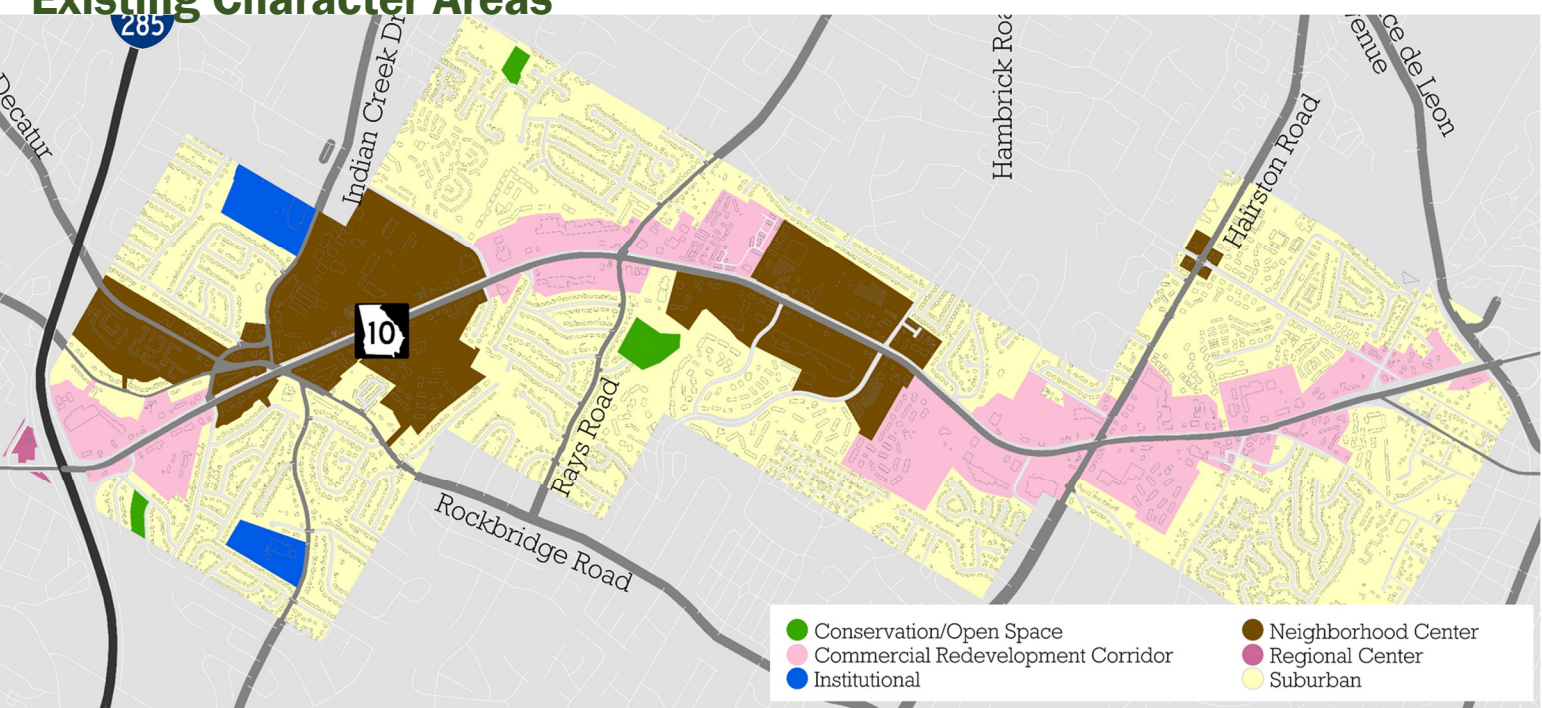 Existing Character Areas
285
Decatur
Indian Creek Dr
Hambrick Roa
venue
ce de Leon
Hairston Road
10
Rays Road
Rockbridge Road
Conservation/Open Space
Commercial Redevelopment Corridor
Institutional
Neighborhood Center
Regional Center
Suburban